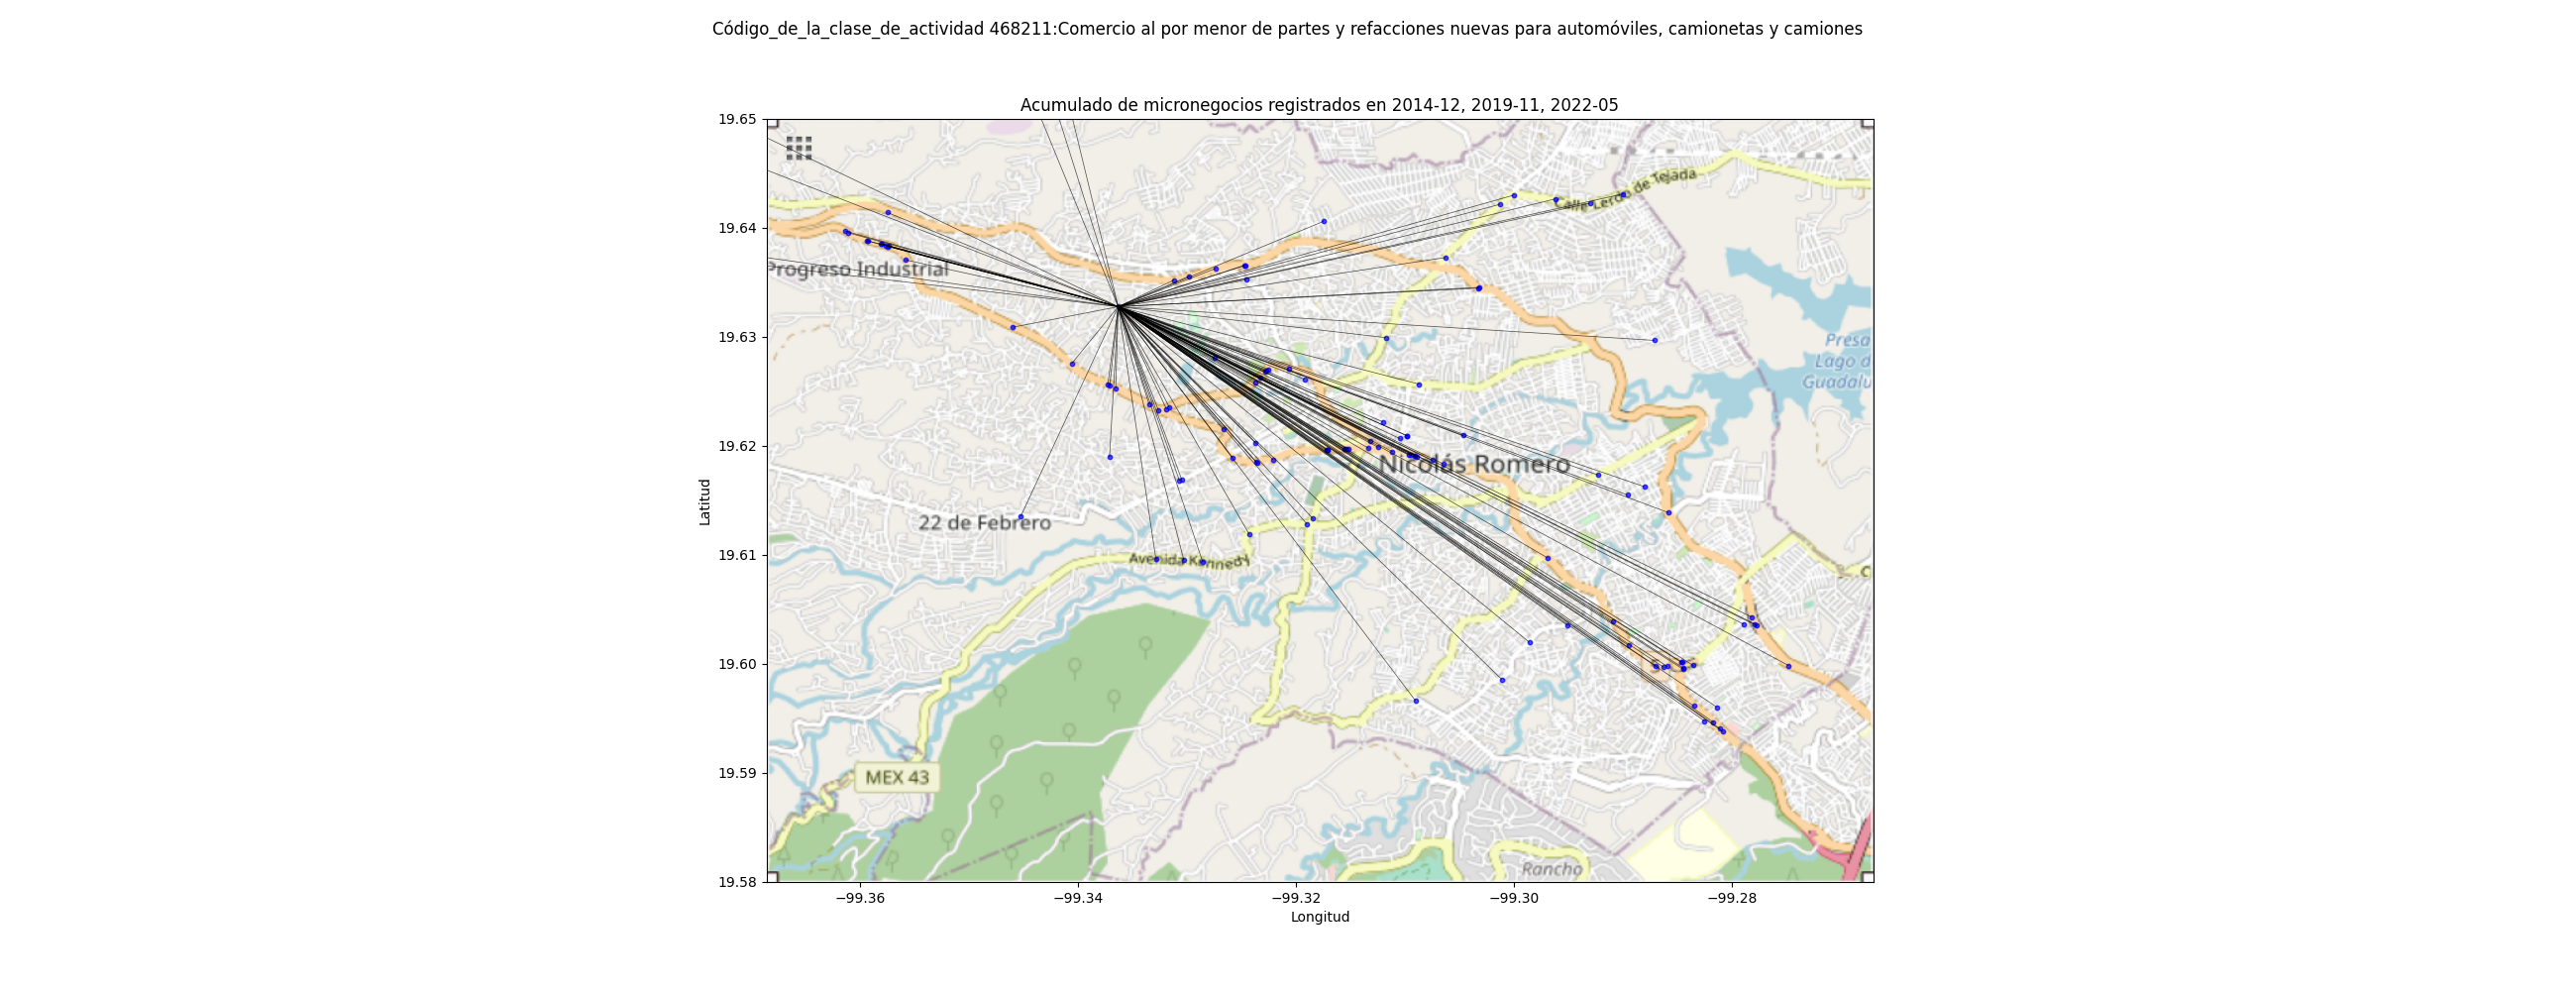 Código_de_la_clase_de_actividad 468211:Comercio al por menor de partes y refacciones nuevas para automóviles, camionetas y camiones
Acumulado de micronegocios registrados en 2014-12, 2019-11, 2022-05
19.65
19.64
19.63
19.62
19.61
19.60
19.59
19.58
Latitud
Calle Lerdo de Tejada
Progreso Industrial
Presa
Lago d
Guadalu
Nicolás Romero
22 de Febrero
Avenida Kennedy
C
MEX 43
Rancho
−99.36
−99.34
−99.32
−99.30
−99.28
Longitud